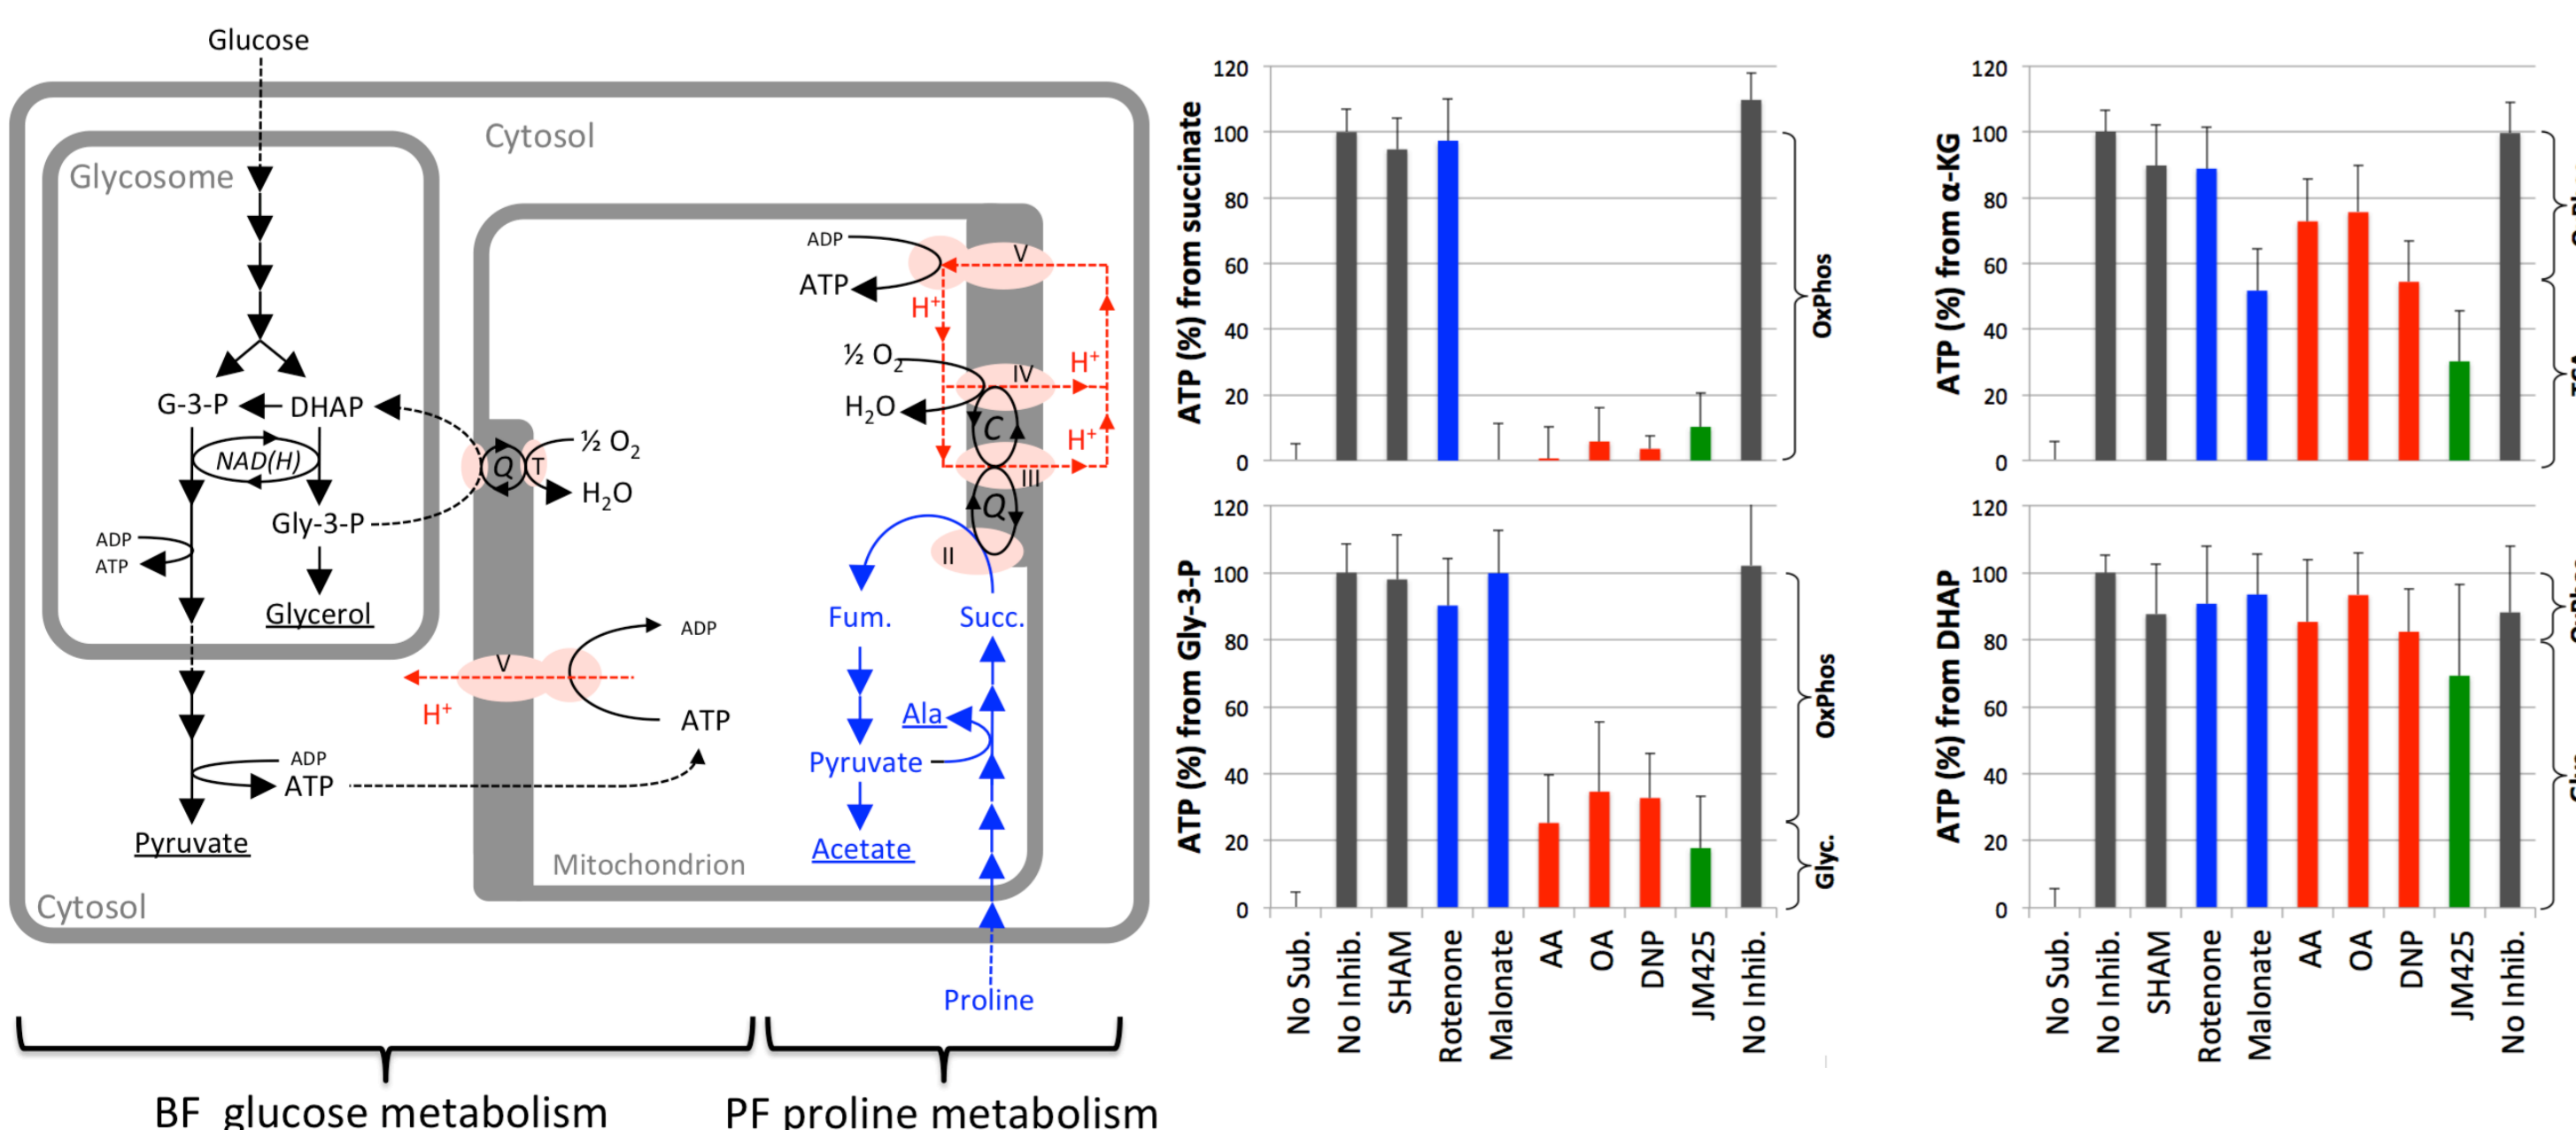 Glucose
Cytosol
Glycosome
G-3-P
DHAP
NAD(H)
Gly-3-P
ADP
ATP
Glycerol
ADP
ATP
Pyruvate
Cytosol
Q
T
½ O2
H2O
V
H+
ADP
ATP
Mitochondrion
ADP
ATP
V
H+
½ O2
H2O
IV
H+
C
H+
III
Q
II
Fum.
Succ.
Ala
Pyruvate
Acetate
Proline
BF glucose metabolism
PF proline metabolism
ATP (%) from succinate
120
100
80
60
40
20
0
OxPhos
ATP (%) from α-KG
120
100
80
60
40
20
0
ATP (%) from Gly-3-P
120
100
80
60
40
20
0
OxPhos
Glyc.
No Sub.
No Inhib.
SHAM
Rotenone
Malonate
AA
OA
DNP
JM425
No Inhib.
ATP (%) from DHAP
120
100
80
60
40
20
0
No Sub.
No Inhib.
SHAM
Rotenone
Malonate
AA
OA
DNP
JM425
No Inhib.